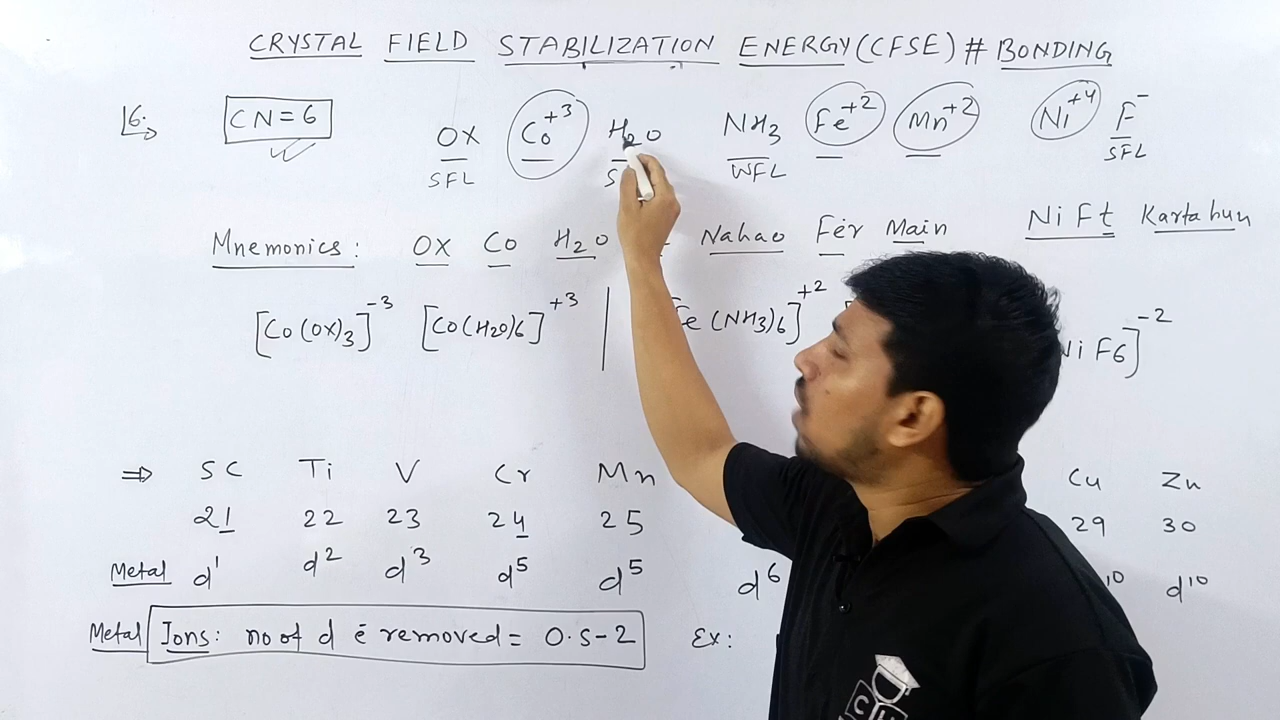 CRYSTAL FIELD STABILIZATION ENERGY (CFSE) # BONDING
16. CN=6 OX Co+3 H2O NH3 Fe+2 Mn+2 Ni+4 F-
SFL WFL SFL
Mnemonics: OX Co H2O Nahao Fer Main NiFt Kartahun
[Co(OX)3]-3 [Co(H2O)6]+3 | (NH3)6]+2 F6]-2
⇒ SC Ti V Cr Mn Cu Zn
21 22 23 24 25 29 30
Metal d1 d2 d3 d5 d5 d6 d10
Metal Ions: no of d ē removed = O.S-2 Ex: